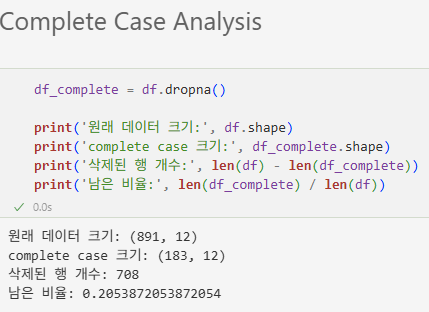 Complete Case Analysis
df_complete = df.dropna()
print('원래 데이터 크기:', df.shape)
print('complete case 크기:', df_complete.shape)
print('삭제된 행 개수:', len(df) - len(df_complete))
print('남은 비율:', len(df_complete) / len(df))
✓ 0.0s
원래 데이터 크기: (891, 12)
complete case 크기: (183, 12)
삭제된 행 개수: 708
남은 비율: 0.2053872053872054